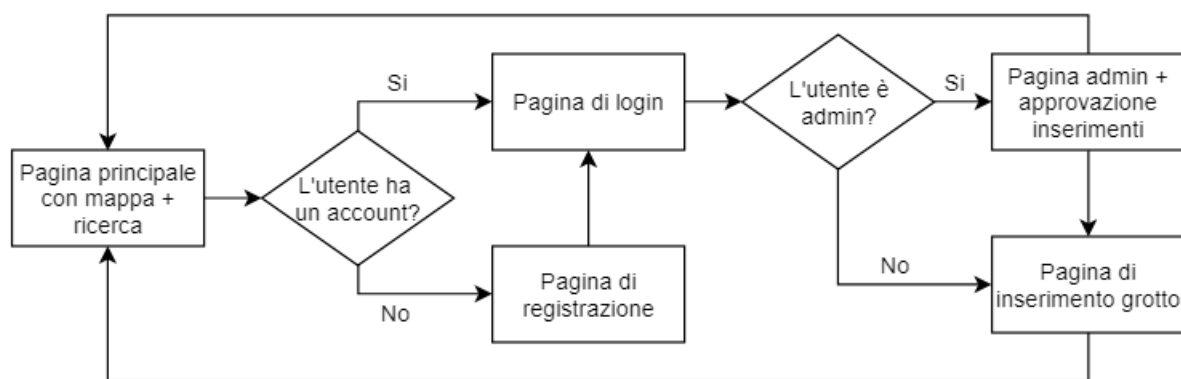 Pagina principale
con mappa +
ricerca
L'utente ha
un account?
Si
No
Pagina di login
Pagina di
registrazione
L'utente è
admin?
Si
No
Pagina admin +
approvazione
inserimenti
Pagina di
inserimento grotto